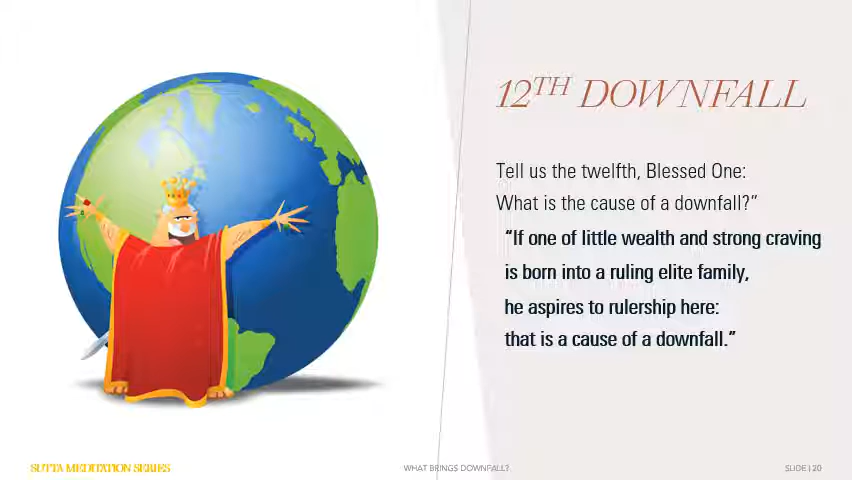 12TH DOWNFALL
Tell us the twelfth, Blessed One:
What is the cause of a downfall?”
“If one of little wealth and strong craving
is born into a ruling elite family,
he aspires to rulership here:
that is a cause of a downfall.”
SUTTA MEDITATION SERIES
WHAT BRINGS DOWNFALL?
SLIDE | 20